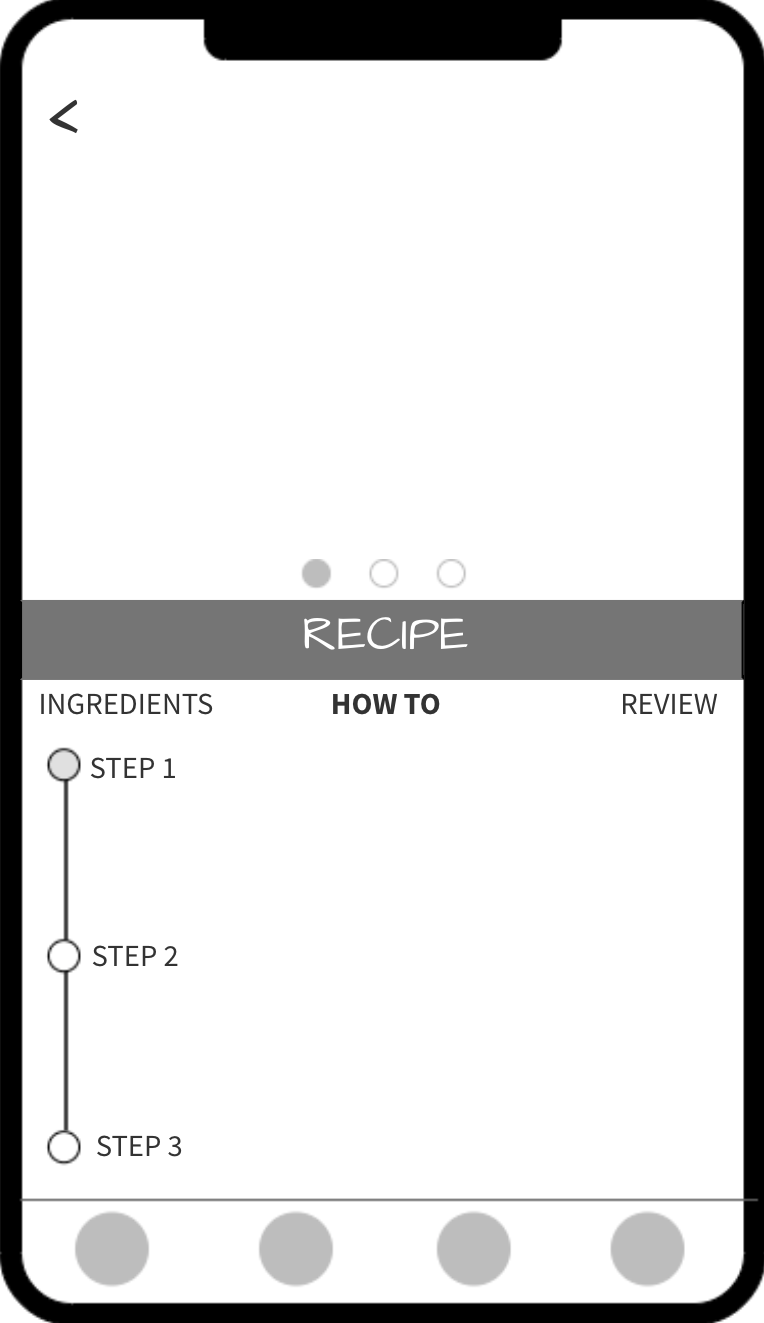 <
RECIPE
INGREDIENTS HOW TO REVIEW
STEP 1
STEP 2
STEP 3